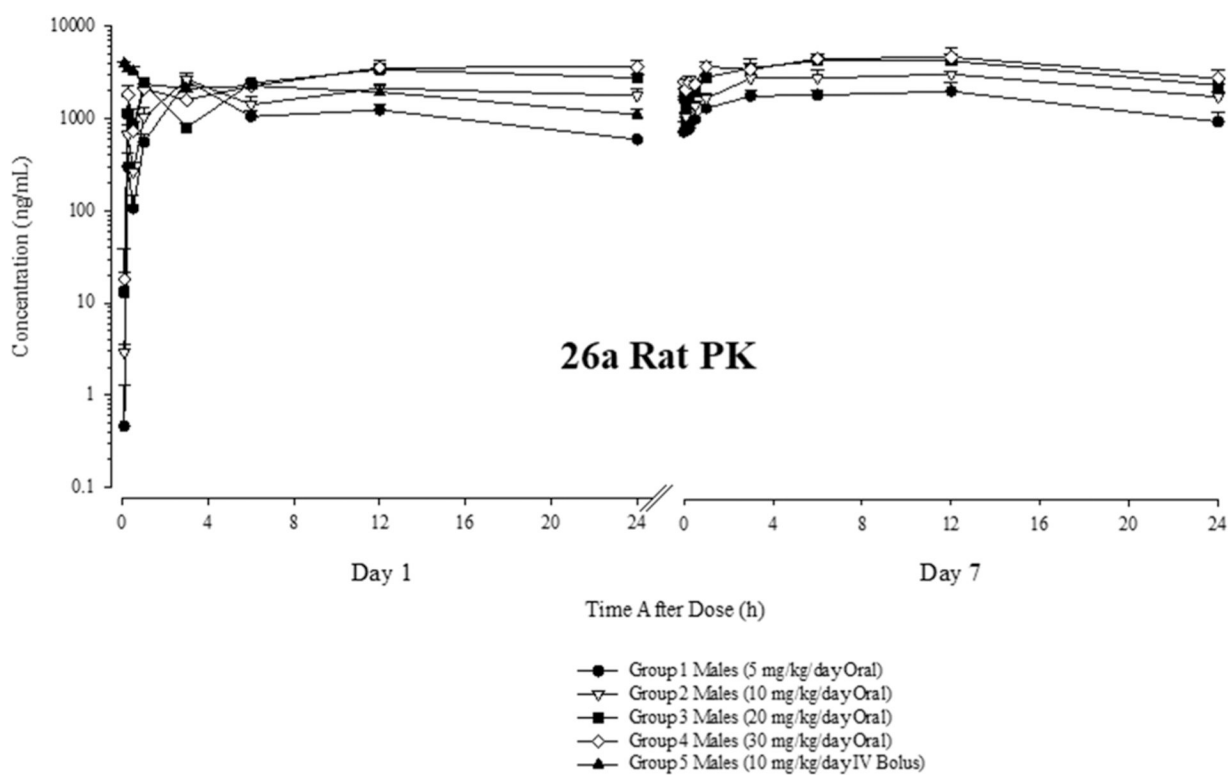 10000
1000
100
10
1
0.1
Concentration (ng/mL)
26a Rat PK
0 4 8 12 16 20 24 0 4 8 12 16 20 24
Day 1 Day 7
Time After Dose (h)
Group 1 Males (5 mg/kg/day Oral)
Group 2 Males (10 mg/kg/day Oral)
Group 3 Males (20 mg/kg/day Oral)
Group 4 Males (30 mg/kg/day Oral)
Group 5 Males (10 mg/kg/day IV Bolus)